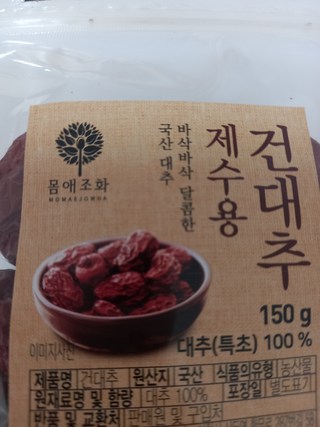 건대추
제수용
바삭바삭 달콤한
국산 대추
몸애조화
MOMAEJOHWA
150 g
대추(특초) 100 %
이미지사진
제품명 건대추 원산지 국산 식품의유형 농산물
원재료명 및 함량 대추 100% 포장일 별도표기
반품 및 교환처 판매원 및 구입처